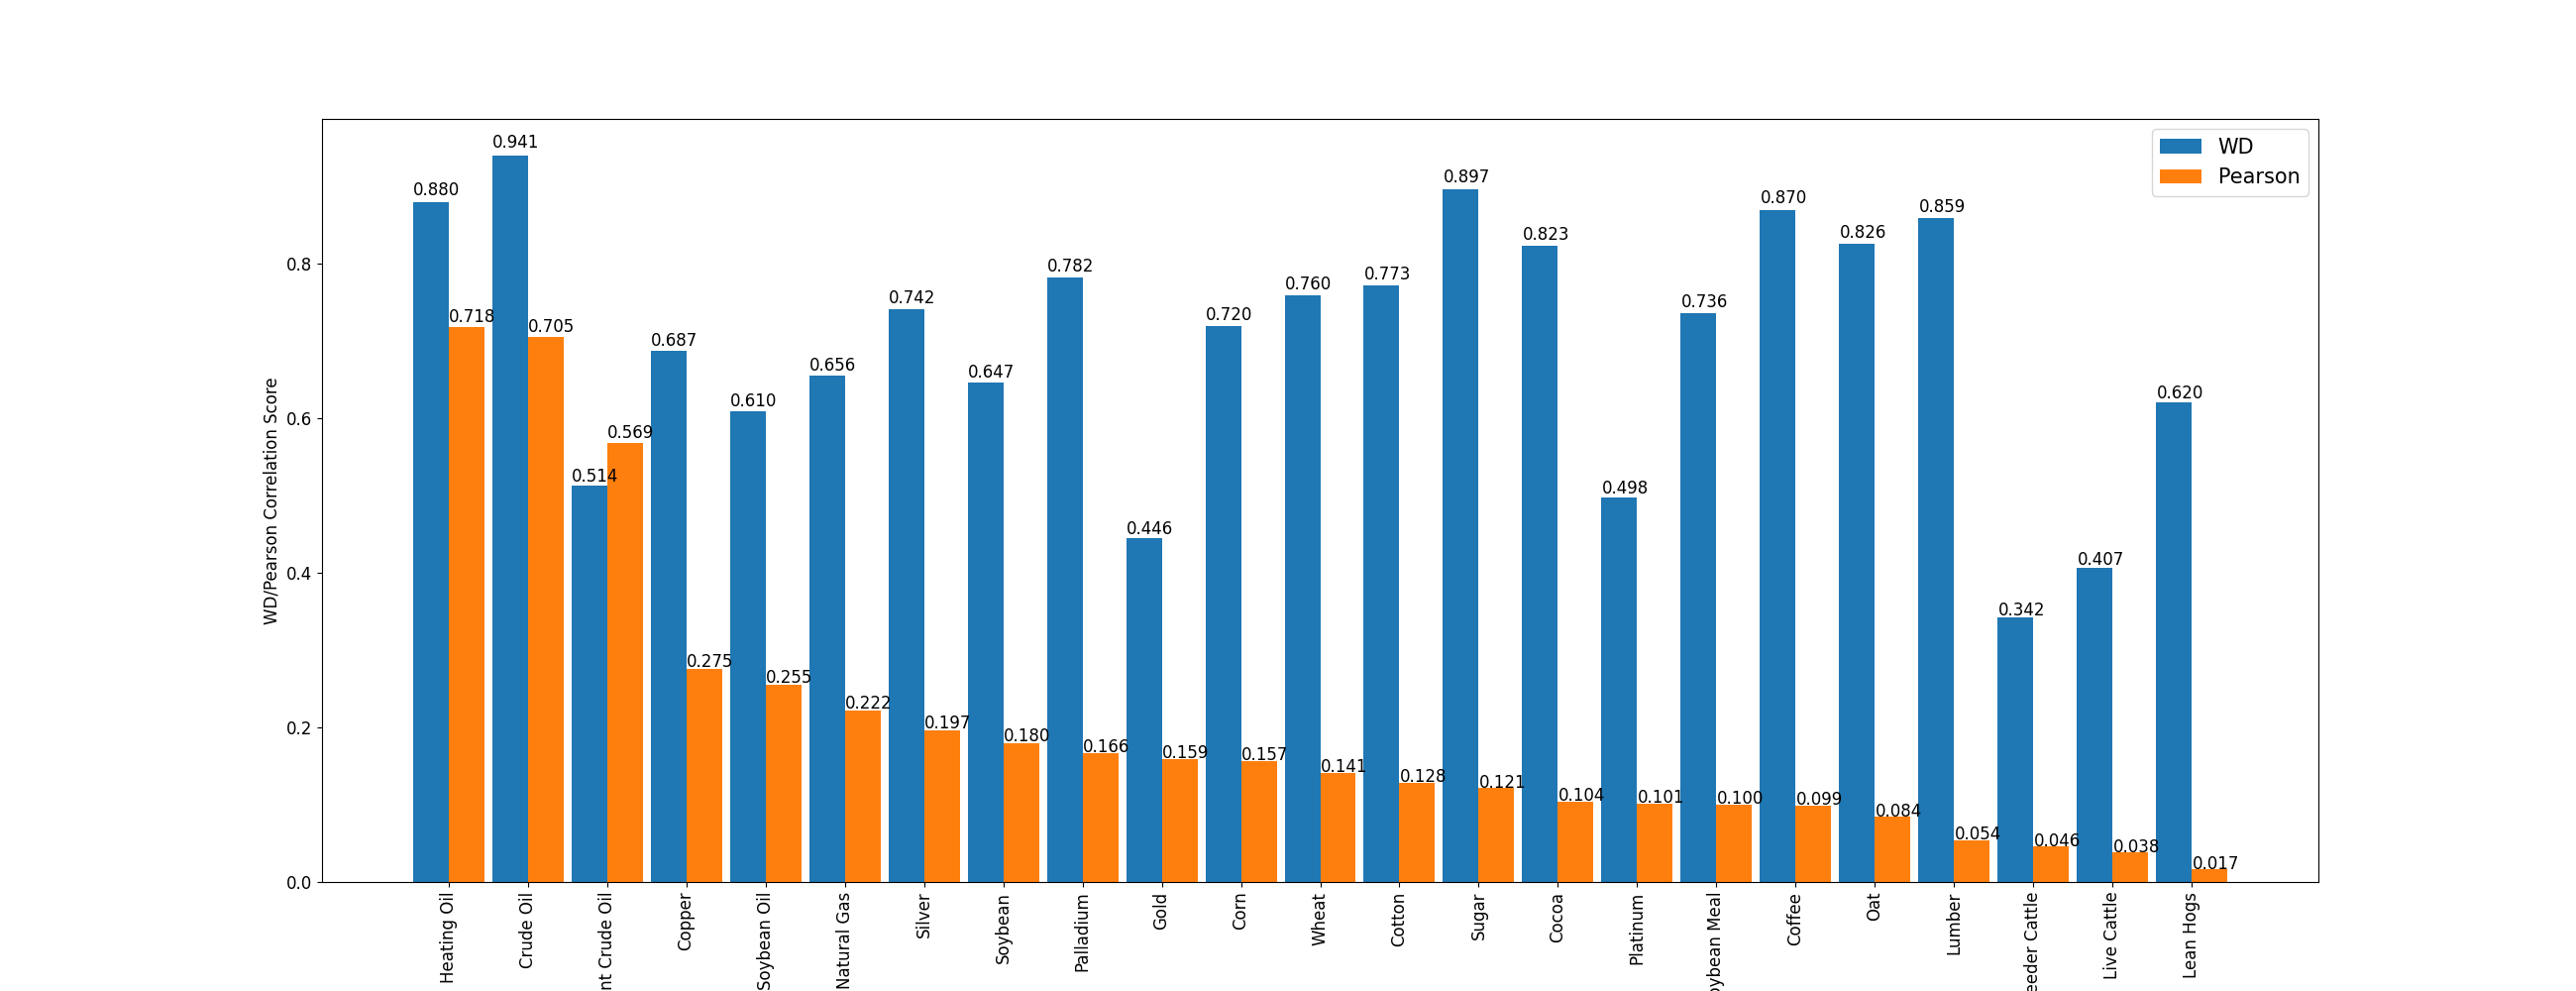 WD
Pearson
WD/Pearson Correlation Score
0.8
0.6
0.4
0.2
0.0
0.880
0.718
0.941
0.705
0.514
0.569
0.687
0.275
0.610
0.255
0.656
0.222
0.742
0.197
0.647
0.180
0.782
0.166
0.446
0.159
0.720
0.157
0.760
0.141
0.773
0.128
0.897
0.121
0.823
0.104
0.498
0.101
0.736
0.100
0.870
0.099
0.826
0.084
0.859
0.054
0.342
0.046
0.407
0.038
0.620
0.017
Heating Oil
Crude Oil
nt Crude Oil
Copper
Soybean Oil
Natural Gas
Silver
Soybean
Palladium
Gold
Corn
Wheat
Cotton
Sugar
Cocoa
Platinum
oybean Meal
Coffee
Oat
Lumber
eeder Cattle
Live Cattle
Lean Hogs